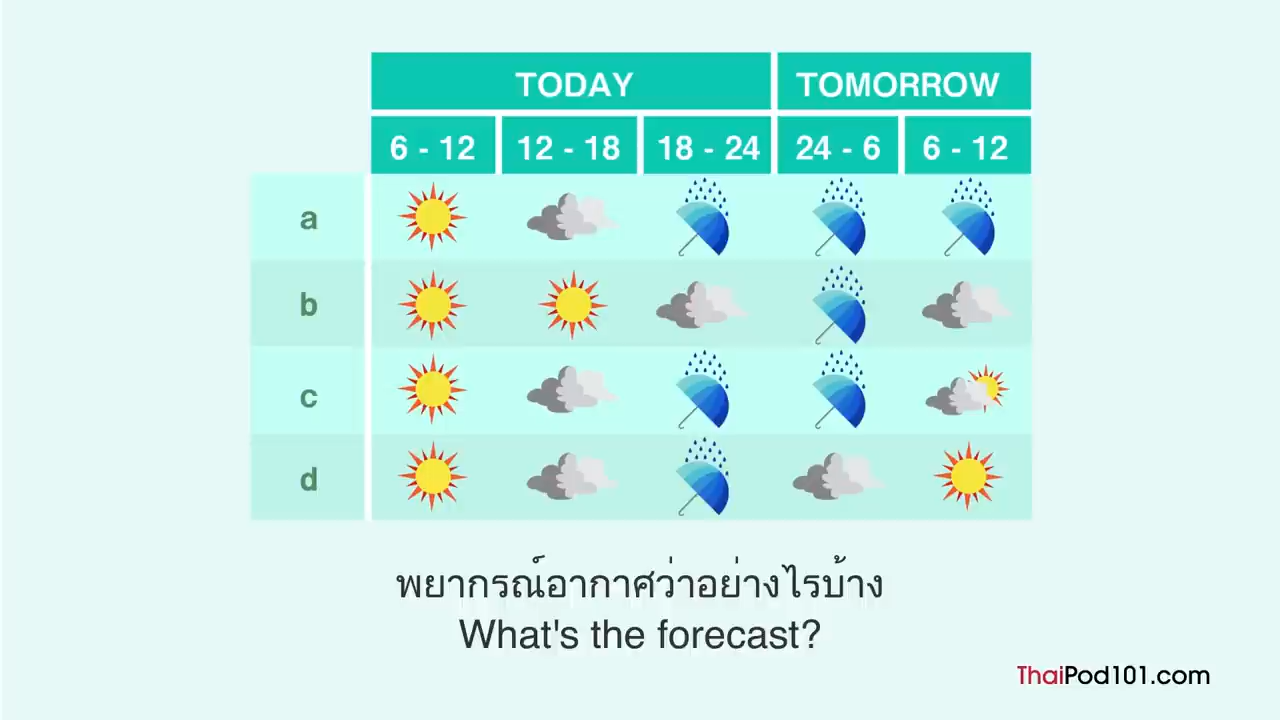 TODAY TOMORROW
6 - 12 12 - 18 18 - 24 24 - 6 6 - 12
a
b
c
d
พยากรณ์อากาศว่าอย่างไรบ้าง
What's the forecast?
ThaiPod101.com